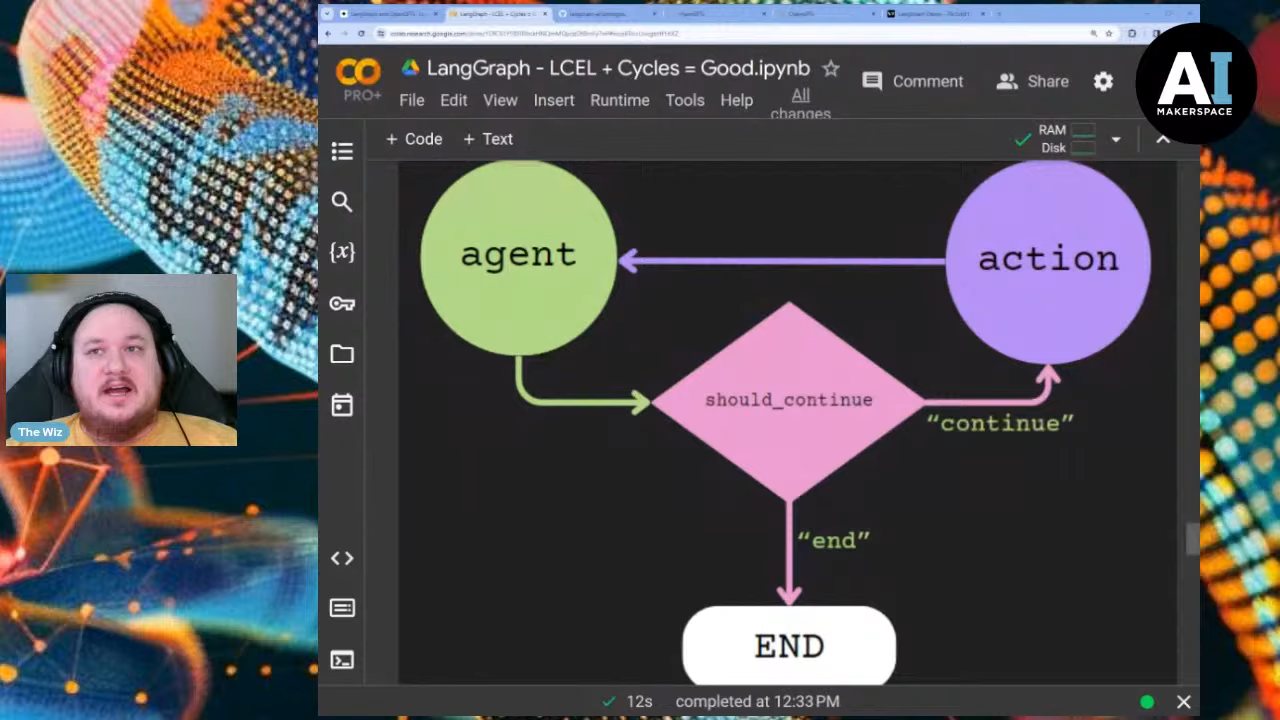 LangGraph - LCEL + Cycles = Good.ipynb
PRO+
Comment
Share
File Edit View Insert Runtime Tools Help
All changes
AI
MAKERSPACE
+ Code + Text
RAM
Disk
{x}
agent
action
should_continue
“continue”
“end”
END
The Wiz
12s completed at 12:33 PM